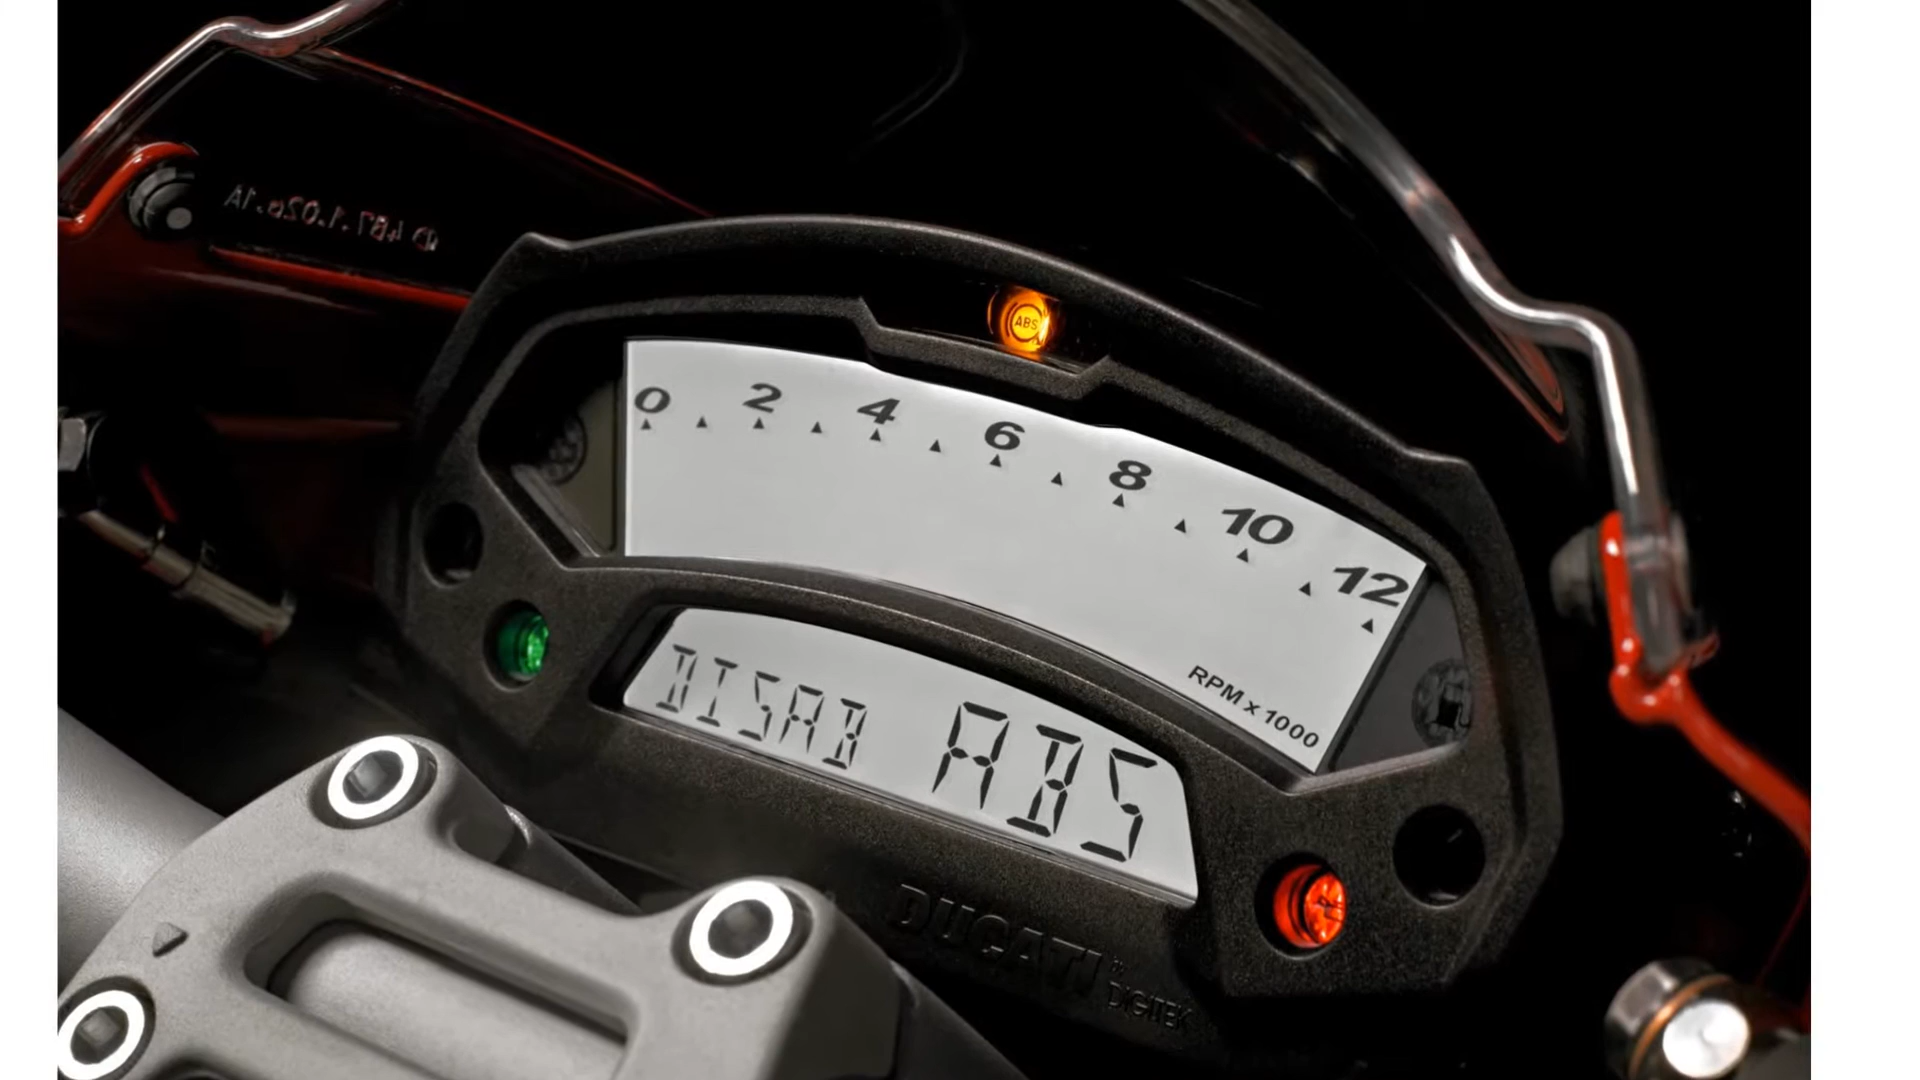 ABS
0 2 4 6 8 10 12
RPM x 1000
DISAB ABS
DUCATI
DIGITEK